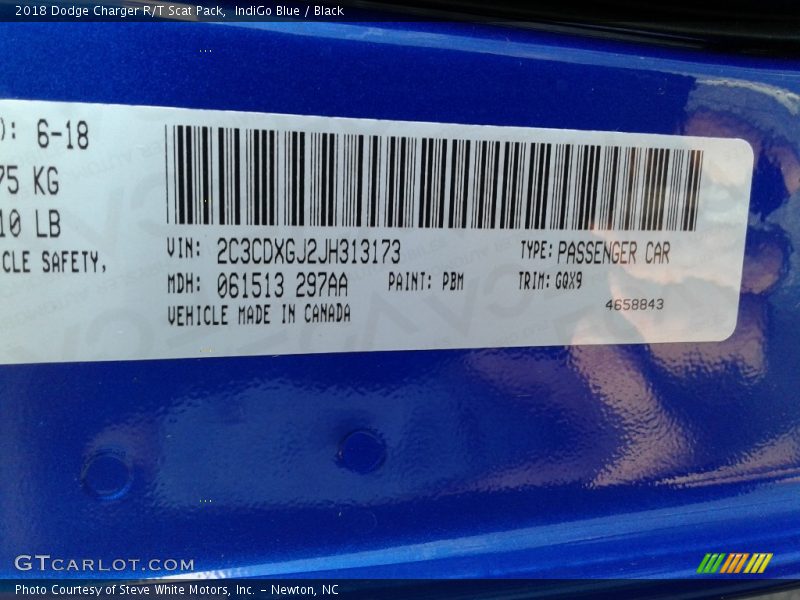 2018 Dodge Charger R/T Scat Pack, IndiGo Blue / Black
): 6-18
75 KG
10 LB
CLE SAFETY,
VIN: 2C3CDXGJ2JH313173 TYPE: PASSENGER CAR
MDH: 061513 297AA PAINT: PBM TRIM: GQX9
VEHICLE MADE IN CANADA 4658843
GTCARLOT.COM
Photo Courtesy of Steve White Motors, Inc. – Newton, NC